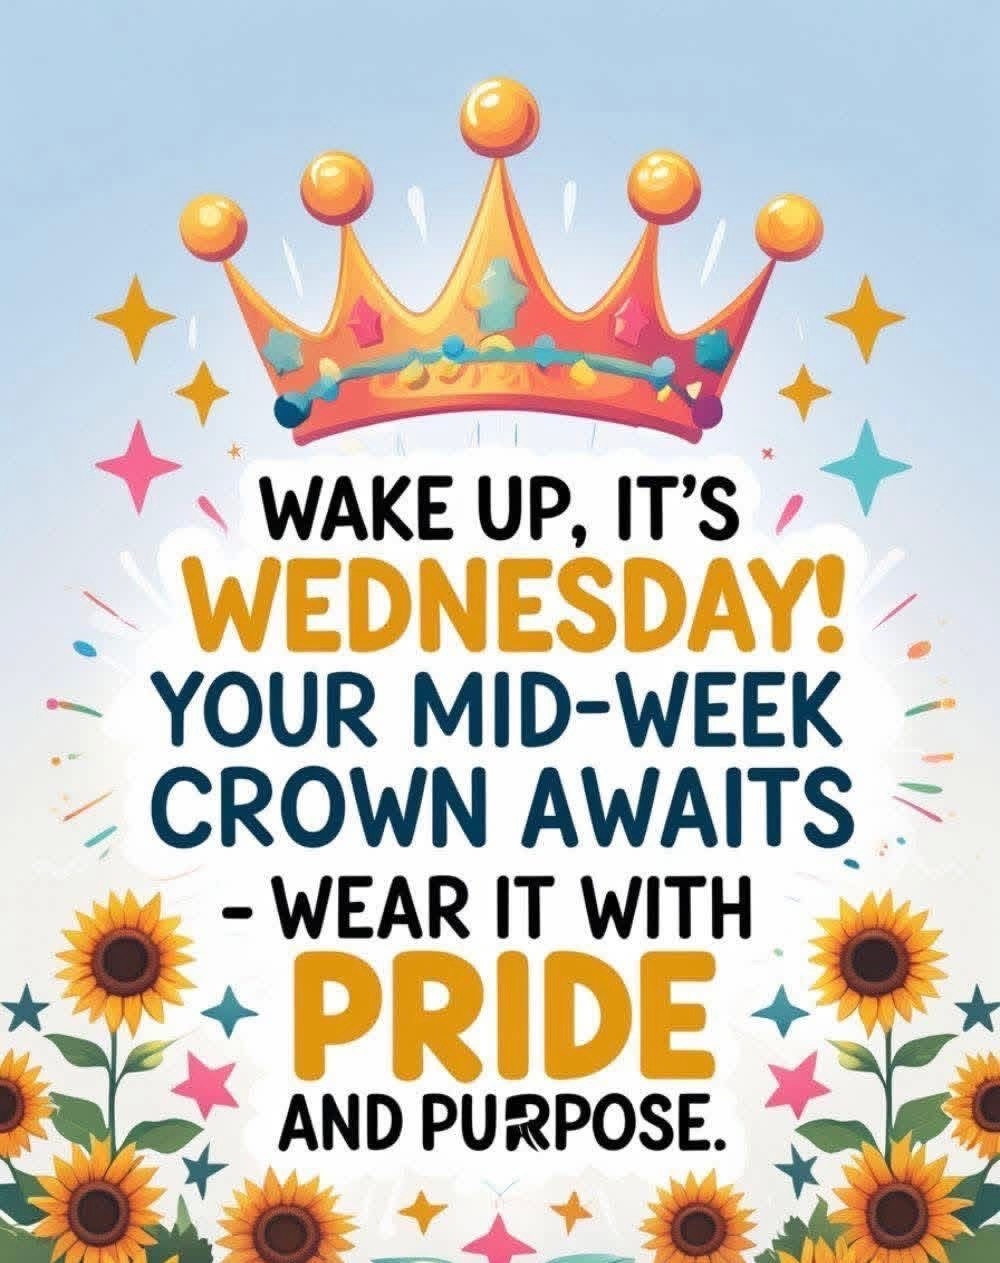 WAKE UP, IT'S
WEDNESDAY!
YOUR MID-WEEK
CROWN AWAITS
- WEAR IT WITH
PRIDE
AND PURPOSE.